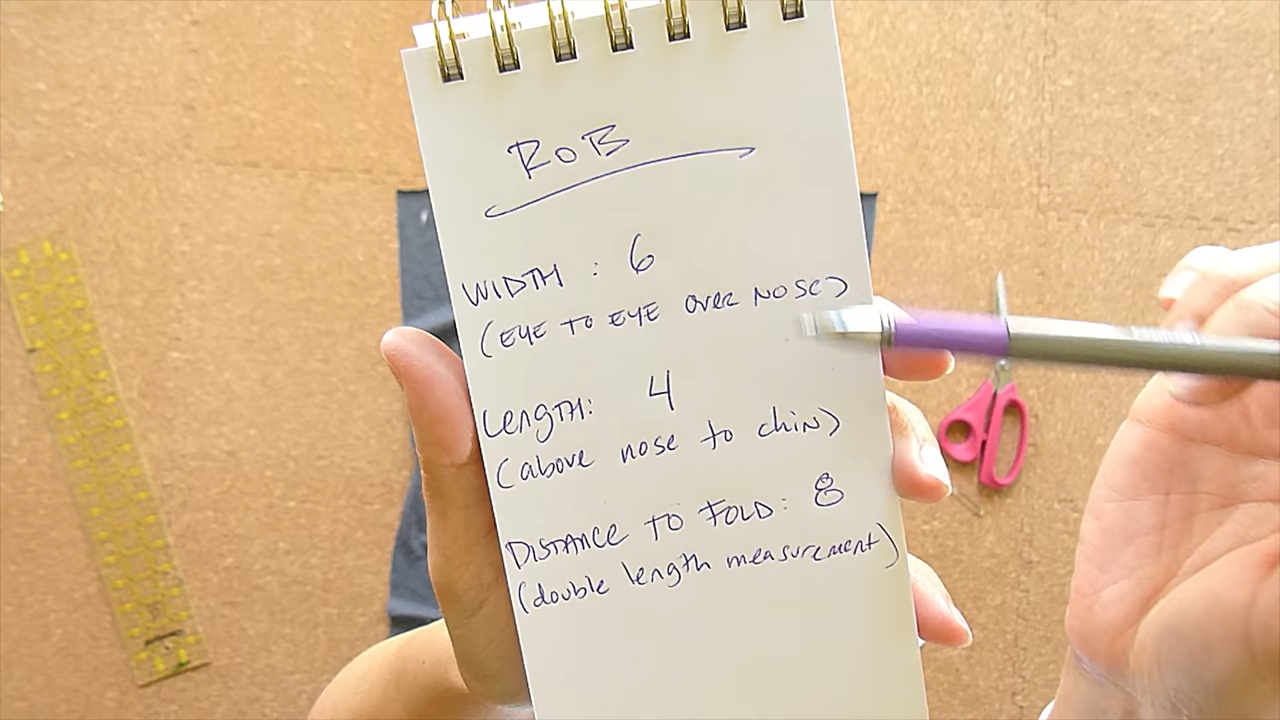 ROB
WIDTH : 6
(EYE TO EYE OVER NOSE)
LENGTH: 4
(above nose to chin)
DISTANCE TO FOLD: 8
(double length measurement)